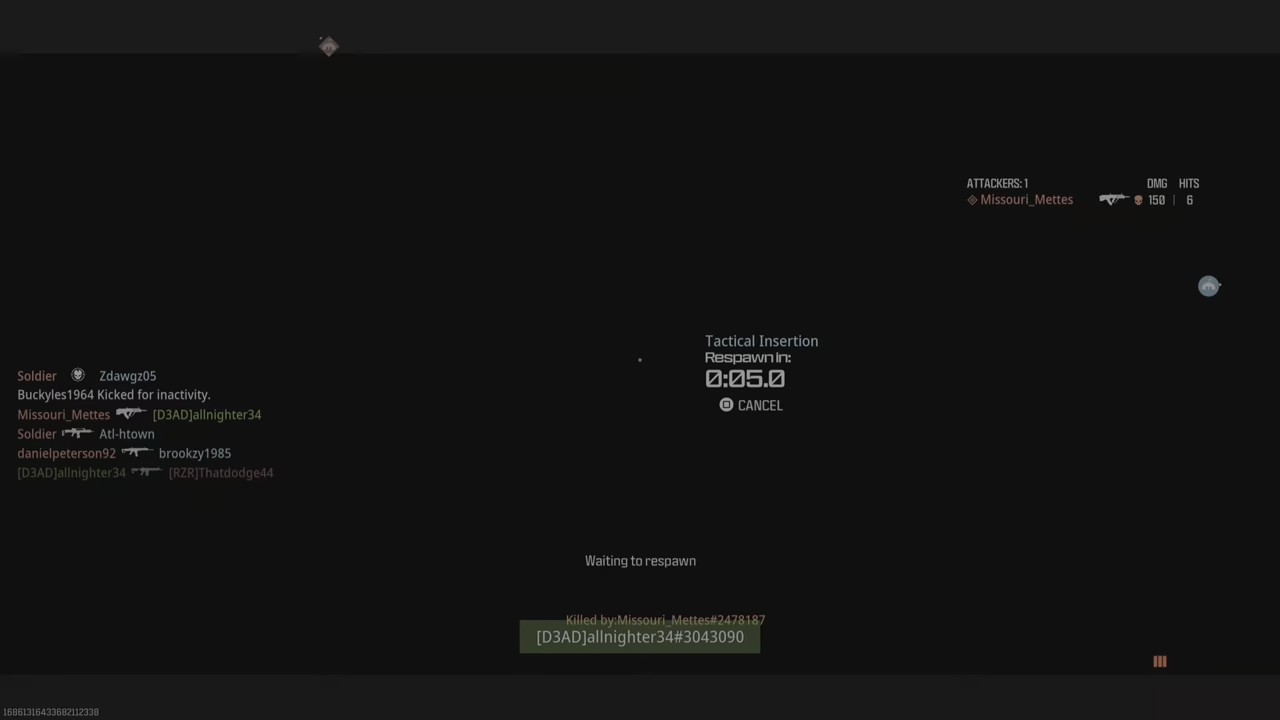 ATTACKERS: 1 DMG HITS
Missouri_Mettes 150 | 6
Tactical Insertion
Respawn in:
0:05.0
CANCEL
Soldier Zdawgz05
Buckyles1964 Kicked for inactivity.
Missouri_Mettes [D3AD]allnighter34
Soldier Atl-htown
danielpeterson92 brookzy1985
[D3AD]allnighter34 [RZR]Thatdodge44
Waiting to respawn
Killed by:Missouri_Mettes#2478187
[D3AD]allnighter34#3043090
16861316433682112338